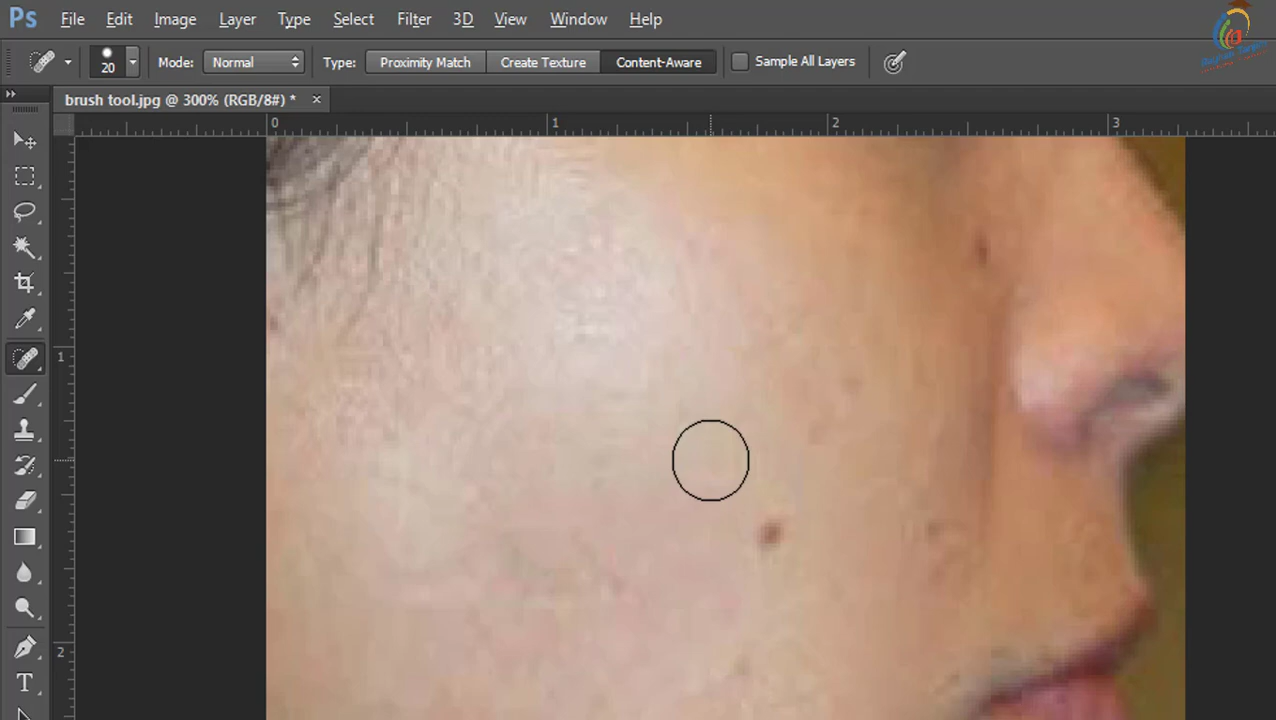 Ps File Edit Image Layer Type Select Filter 3D View Window Help
20 Mode: Normal Type: Proximity Match Create Texture Content-Aware Sample All Layers
brush tool.jpg @ 300% (RGB/8#) * ×
0 1 2 3
1
2
T